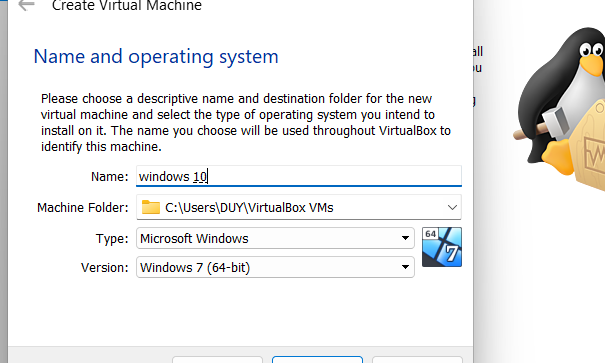 Create Virtual Machine
Name and operating system
all
ou
Please choose a descriptive name and destination folder for the new
virtual machine and select the type of operating system you intend to
install on it. The name you choose will be used throughout VirtualBox to
identify this machine.
g
Name: windows 10
Machine Folder: C:\Users\DUY\VirtualBox VMs
Type: Microsoft Windows
64
7
Version: Windows 7 (64-bit)